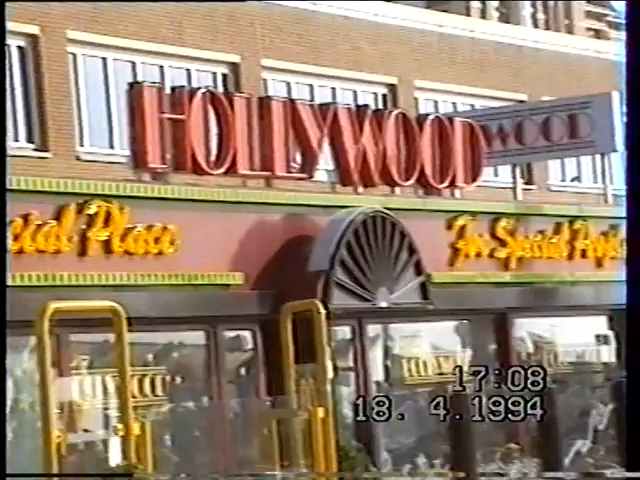 HOLLYWOOD
WOOD
cial Place
For Special People
17:08
18. 4.1994